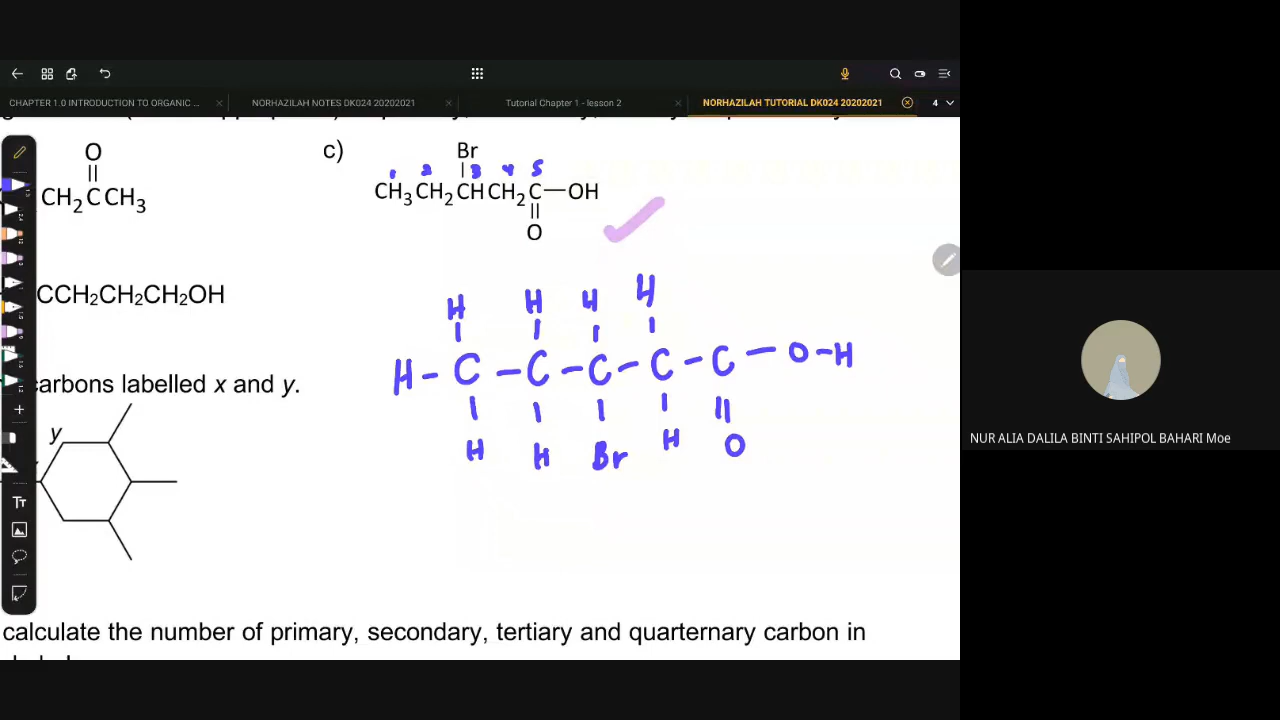 CHAPTER 1.0 INTRODUCTION TO ORGANIC ...
NORHAZILAH NOTES DK024 20202021
Tutorial Chapter 1 - lesson 2
NORHAZILAH TUTORIAL DK024 20202021
4
O
CH₂CCH₃
c)
Br
1 2 3 4 5
CH₃CH₂CHCH₂C—OH
O
CCH₂CH₂CH₂OH
H H H H
H-C-C-C-C-C-O-H
H H Br H O
carbons labelled x and y.
y
Tт
calculate the number of primary, secondary, tertiary and quarternary carbon in
NUR ALIA DALILA BINTI SAHIPOL BAHARI Moe